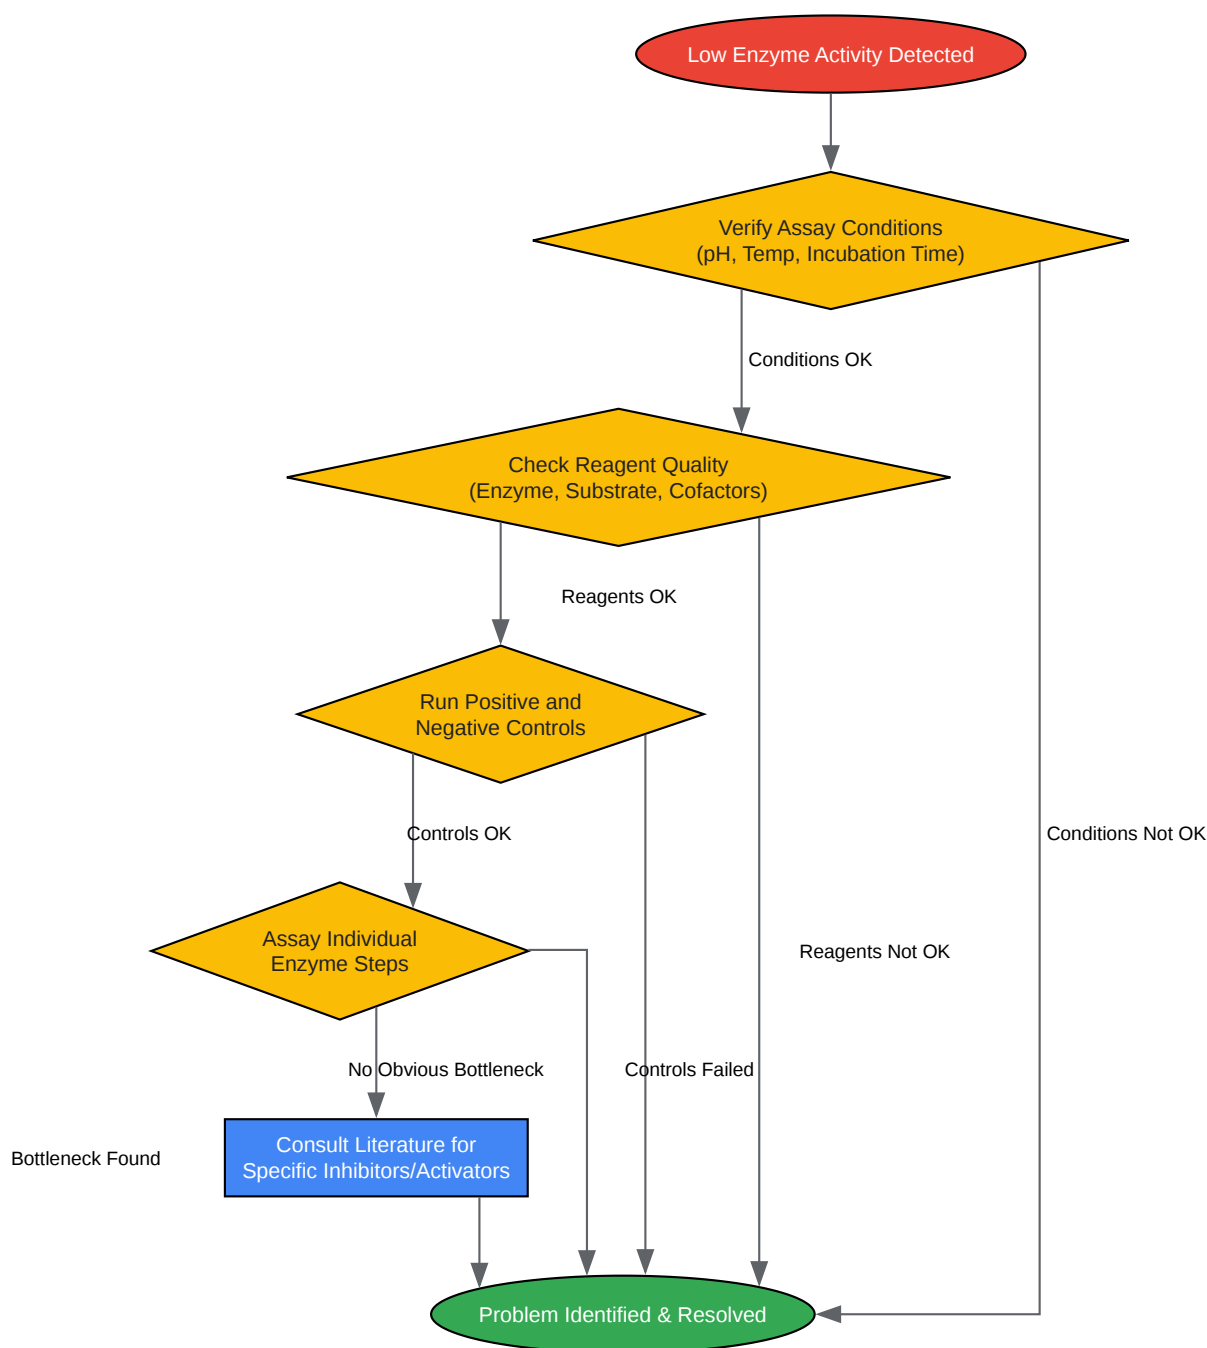 Low Enzyme Activity Detected
Verify Assay Conditions
(pH, Temp, Incubation Time)
Conditions OK
Check Reagent Quality
(Enzyme, Substrate, Cofactors)
Reagents OK
Run Positive and
Negative Controls
Controls OK
Conditions Not OK
Assay Individual
Enzyme Steps
Reagents Not OK
No Obvious Bottleneck
Controls Failed
Consult Literature for
Specific Inhibitors/Activators
Bottleneck Found
Problem Identified & Resolved